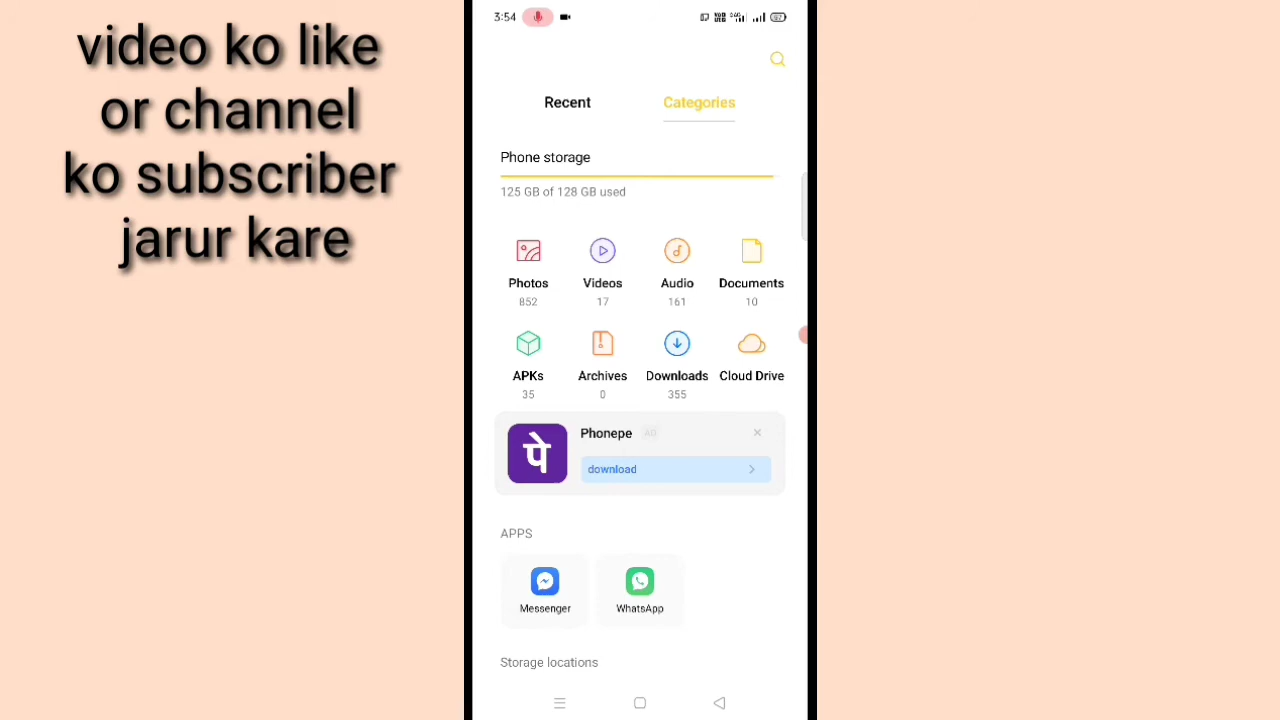 video ko like
or channel
ko subscriber
jarur kare
3:54
Recent Categories
Phone storage
125 GB of 128 GB used
Photos Videos Audio Documents
852 17 161 10
APKs Archives Downloads Cloud Drive
35 0 355
पे
Phonepe AD
download
APPS
Messenger WhatsApp
Storage locations